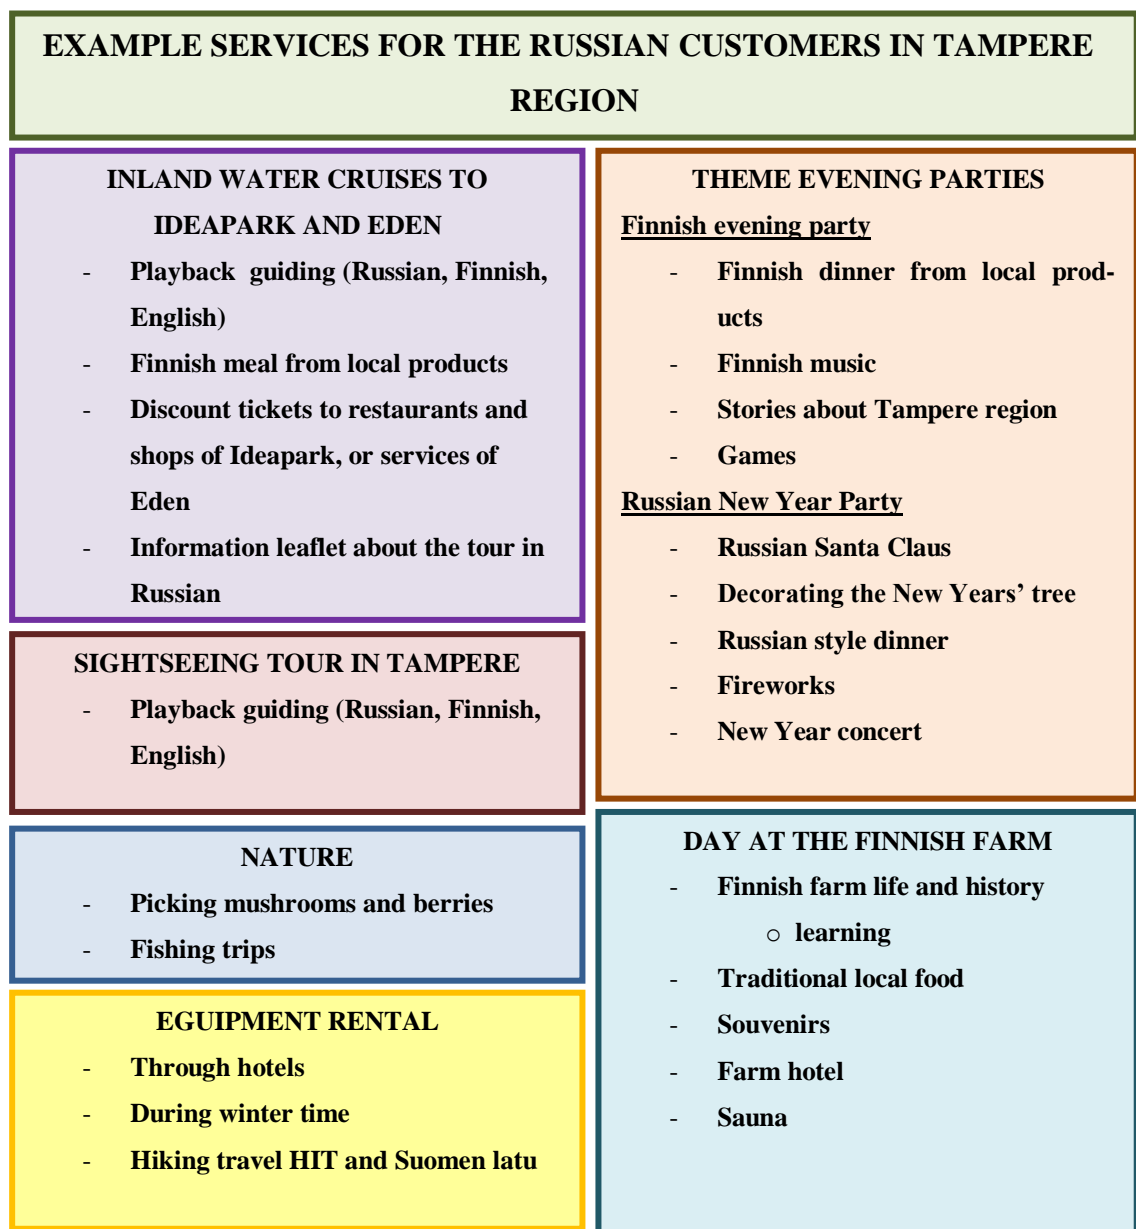 EXAMPLE SERVICES FOR THE RUSSIAN CUSTOMERS IN TAMPERE
REGION
INLAND WATER CRUISES TO
IDEAPARK AND EDEN
- Playback guiding (Russian, Finnish,
English)
- Finnish meal from local products
- Discount tickets to restaurants and
shops of Ideapark, or services of
Eden
- Information leaflet about the tour in
Russian
SIGHTSEEING TOUR IN TAMPERE
- Playback guiding (Russian, Finnish,
English)
NATURE
- Picking mushrooms and berries
- Fishing trips
EGUIPMENT RENTAL
- Through hotels
- During winter time
- Hiking travel HIT and Suomen latu
THEME EVENING PARTIES
Finnish evening party
- Finnish dinner from local prod-
ucts
- Finnish music
- Stories about Tampere region
- Games
Russian New Year Party
- Russian Santa Claus
- Decorating the New Years’ tree
- Russian style dinner
- Fireworks
- New Year concert
DAY AT THE FINNISH FARM
- Finnish farm life and history
o learning
- Traditional local food
- Souvenirs
- Farm hotel
- Sauna